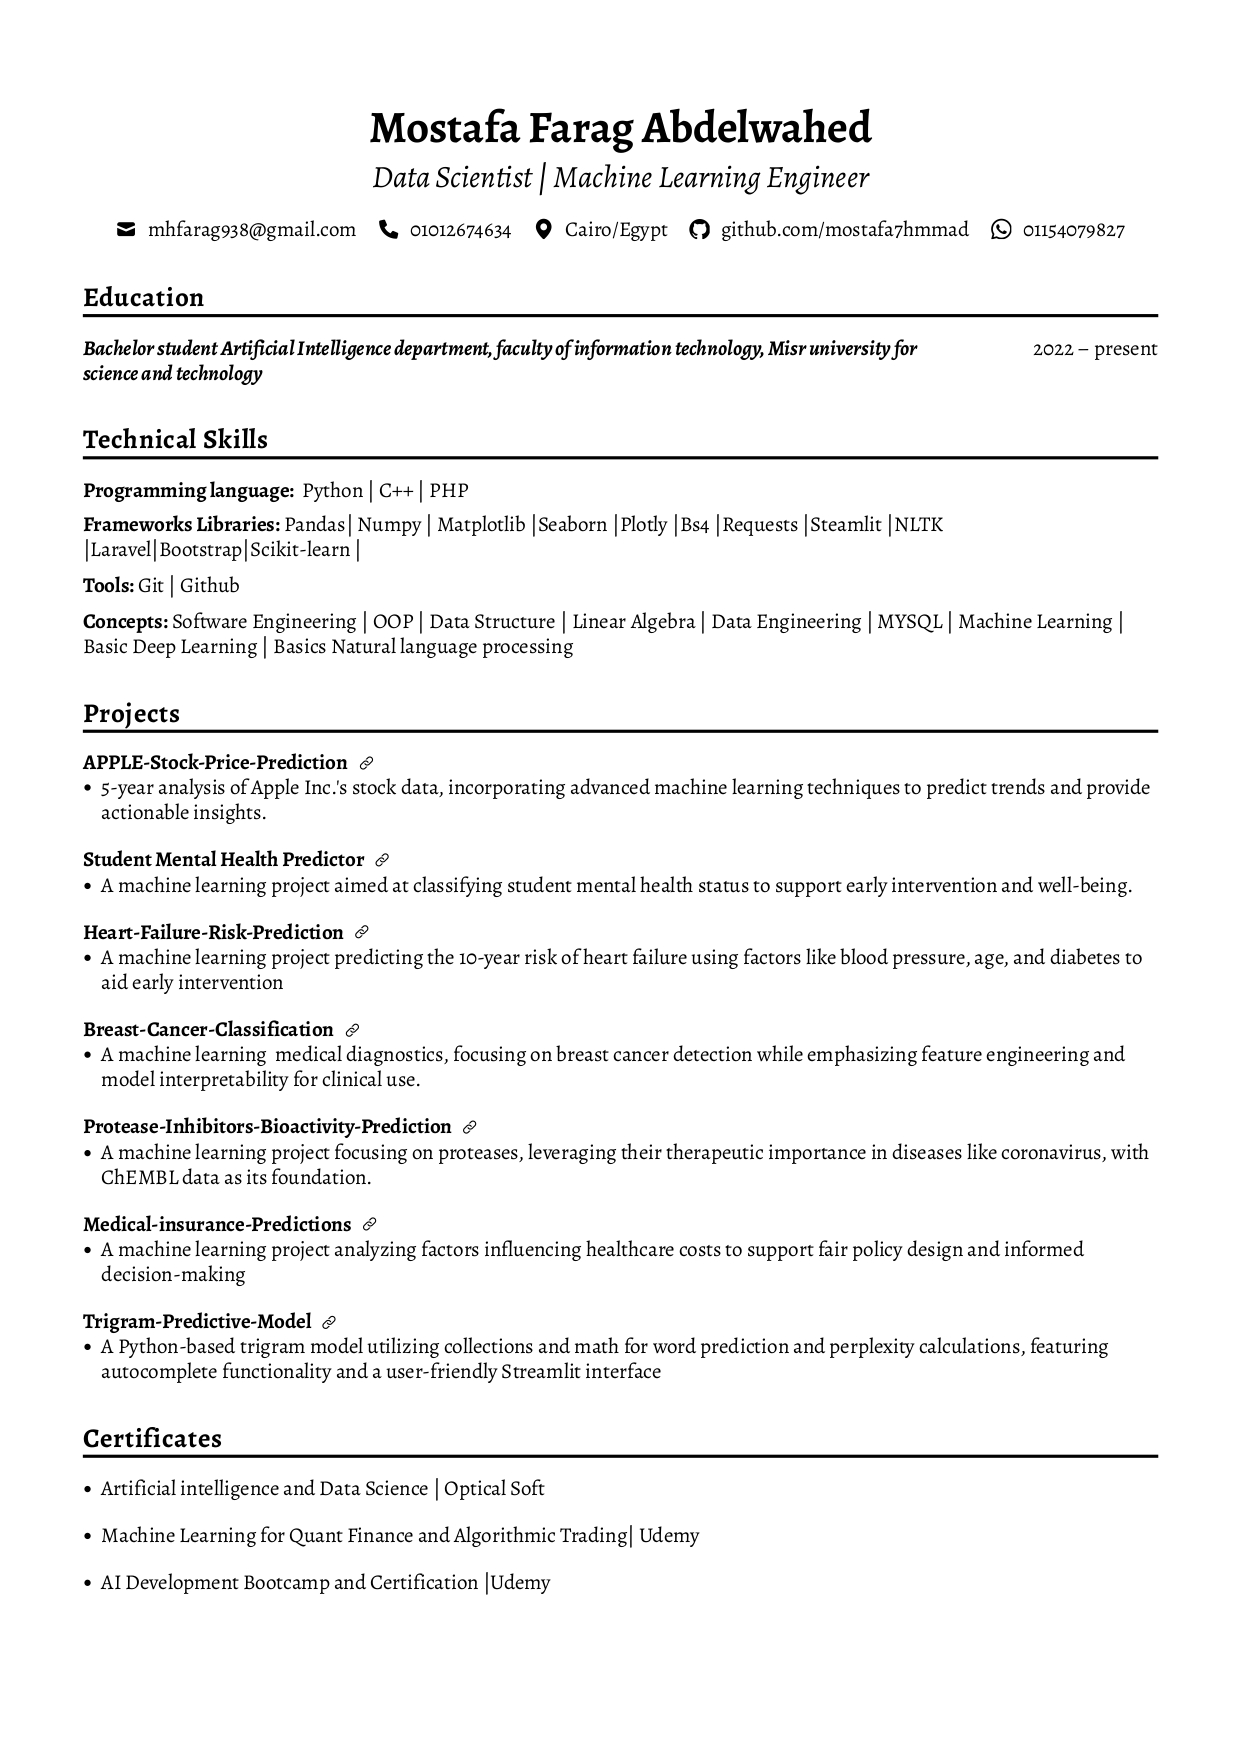 Mostafa Farag Abdelwahed
Data Scientist | Machine Learning Engineer
mhfarag938@gmail.com 01012674634 Cairo/Egypt github.com/mostafa7hmmad 01154079827
Education
Bachelor student Artificial Intelligence department, faculty of information technology, Misr university for 2022 – present
science and technology
Technical Skills
Programming language: Python | C++ | PHP
Frameworks Libraries: Pandas| Numpy | Matplotlib |Seaborn |Plotly |Bs4 |Requests |Steamlit |NLTK
|Laravel|Bootstrap|Scikit-learn |
Tools: Git | Github
Concepts: Software Engineering | OOP | Data Structure | Linear Algebra | Data Engineering | MYSQL | Machine Learning |
Basic Deep Learning | Basics Natural language processing
Projects
APPLE-Stock-Price-Prediction
• 5-year analysis of Apple Inc.'s stock data, incorporating advanced machine learning techniques to predict trends and provide
actionable insights.
Student Mental Health Predictor
• A machine learning project aimed at classifying student mental health status to support early intervention and well-being.
Heart-Failure-Risk-Prediction
• A machine learning project predicting the 10-year risk of heart failure using factors like blood pressure, age, and diabetes to
aid early intervention
Breast-Cancer-Classification
• A machine learning  medical diagnostics, focusing on breast cancer detection while emphasizing feature engineering and
model interpretability for clinical use.
Protease-Inhibitors-Bioactivity-Prediction
• A machine learning project focusing on proteases, leveraging their therapeutic importance in diseases like coronavirus, with
ChEMBL data as its foundation.
Medical-insurance-Predictions
• A machine learning project analyzing factors influencing healthcare costs to support fair policy design and informed
decision-making
Trigram-Predictive-Model
• A Python-based trigram model utilizing collections and math for word prediction and perplexity calculations, featuring
autocomplete functionality and a user-friendly Streamlit interface
Certificates
• Artificial intelligence and Data Science | Optical Soft
• Machine Learning for Quant Finance and Algorithmic Trading| Udemy
• AI Development Bootcamp and Certification |Udemy